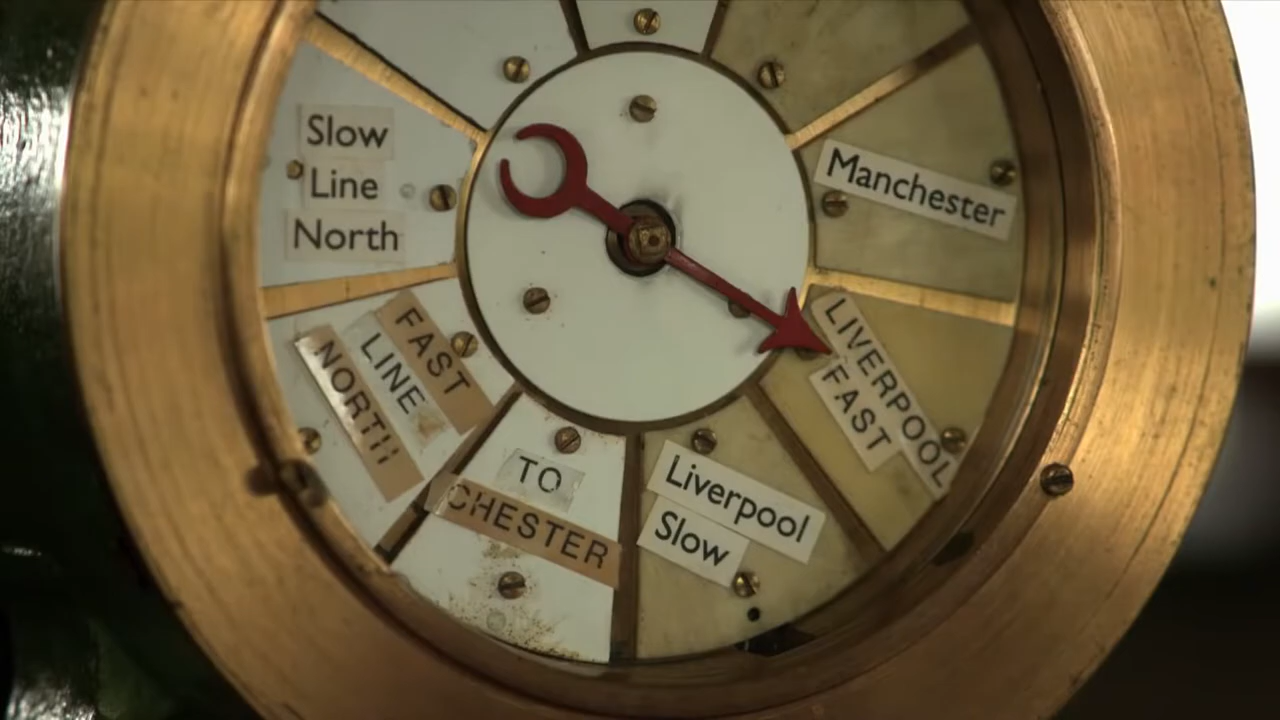 Slow
Line
North
Manchester
FAST
LINE
NORTH
LIVERPOOL
FAST
TO
CHESTER
Liverpool
Slow